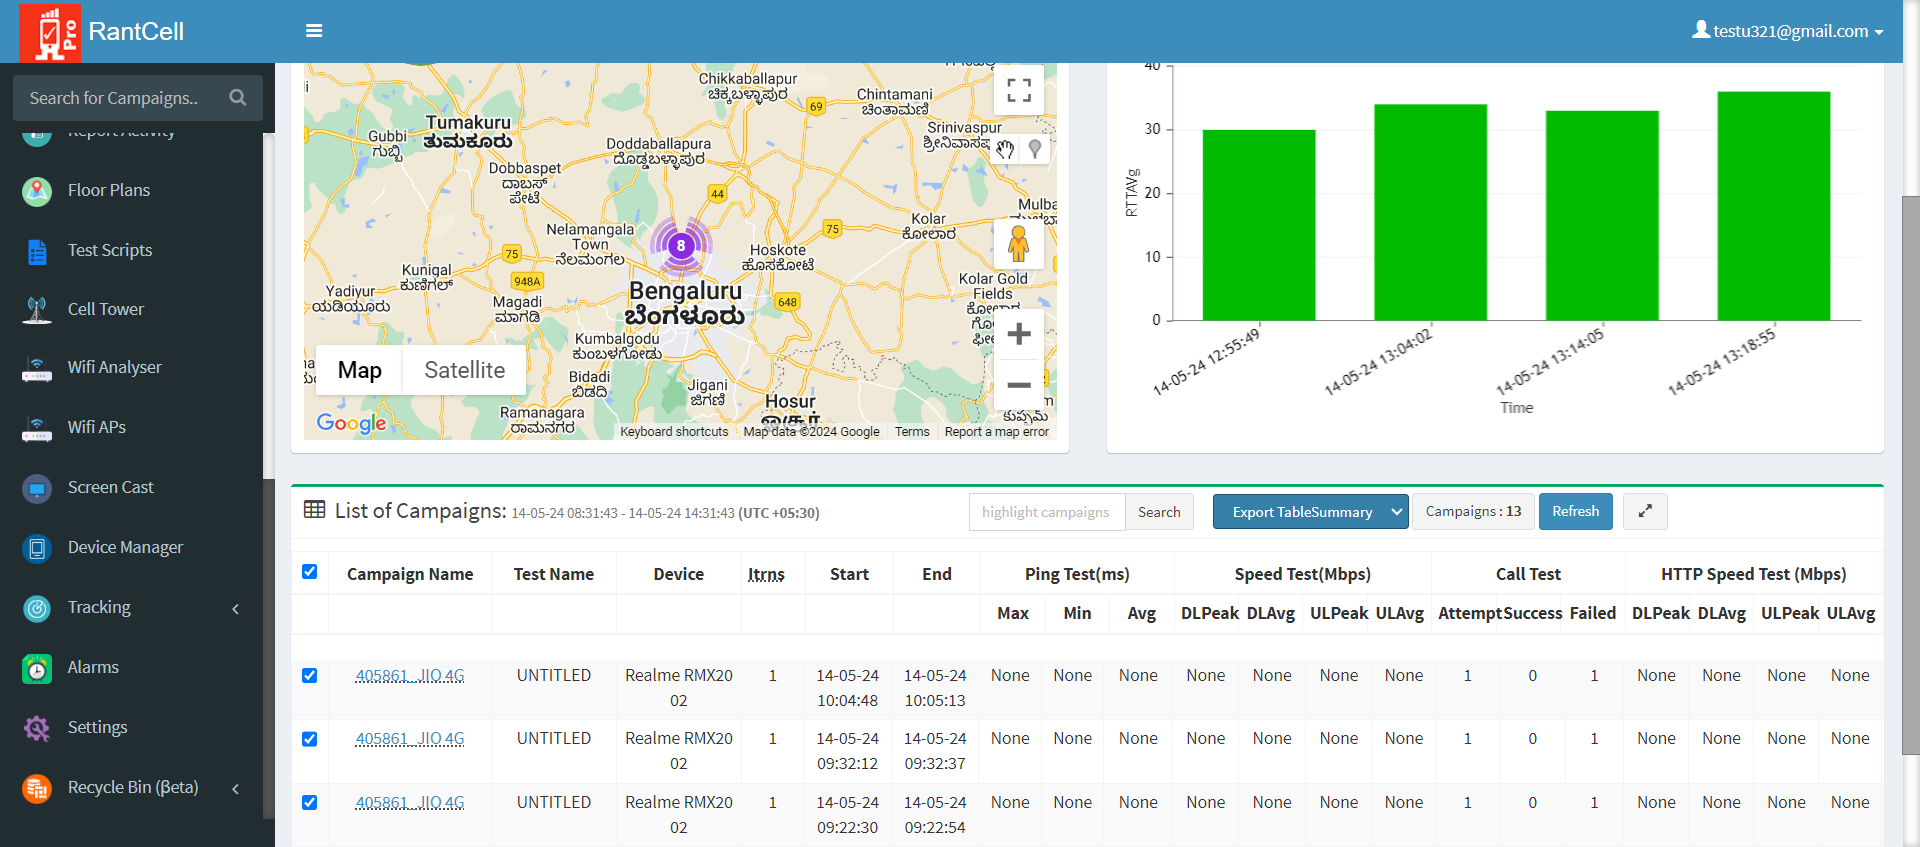 Pro RantCell
testu321@gmail.com
Search for Campaigns..
Report Activity
Floor Plans
Test Scripts
Cell Tower
Wifi Analyser
Wifi APs
Screen Cast
Device Manager
Tracking
Alarms
Settings
Recycle Bin (βeta)
Chikkaballapur
ಚಿಕ್ಕಬಳ್ಳಾಪುರ
69
Chintamani
ಚಿಂತಾಮಣಿ
Gubbi
ಗುಬ್ಬಿ
Tumakuru
ತುಮಕೂರು
Srinivaspur
Doddaballapura
ದೊಡ್ಡಬಳ್ಳಾಪುರ
Dobbaspet
ದಾಬಸ್
ಪೇಟೆ
44
Nelamangala
Town
ನೆಲಮಂಗಲ
8
75
Kolar
ಕೋಲಾರ
Hoskote
ಹೊಸಕೋಟೆ
75
948A
Kunigal
ಕುಣಿಗಲ್
Yadiyur
ಯಡಿಯೂರು
Magadi
ಮಾಗಡಿ
Bengaluru
ಬೆಂಗಳೂರು
648
Kolar Gold
Fields
Kumbalgodu
ಕುಂಬಳಗೋಡು
Bidadi
ಬಿಡದಿ
Jigani
ಜಿಗಣಿ
Hosur
Ramanagara
ರಾಮನಗರ
Map Satellite
Google
Keyboard shortcuts Map data ©2024 Google Terms Report a map error
40
30
20
10
0
RTTAVg
14-05-24 12:55:49
14-05-24 13:04:02
14-05-24 13:14:05
14-05-24 13:18:55
Time
List of Campaigns: 14-05-24 08:31:43 - 14-05-24 14:31:43 (UTC +05:30)
highlight campaigns Search Export TableSummary Campaigns : 13 Refresh
Campaign Name Test Name Device Itrns Start End Ping Test(ms) Speed Test(Mbps) Call Test HTTP Speed Test (Mbps)
Max Min Avg DLPeak DLAvg ULPeak ULAvg Attempt Success Failed DLPeak DLAvg ULPeak ULAvg
405861_JIO 4G UNTITLED Realme RMX20 1 14-05-24 14-05-24 None None None None None None None 1 0 1 None None None None
02 10:04:48 10:05:13
405861_JIO 4G UNTITLED Realme RMX20 1 14-05-24 14-05-24 None None None None None None None 1 0 1 None None None None
02 09:32:12 09:32:37
405861_JIO 4G UNTITLED Realme RMX20 1 14-05-24 14-05-24 None None None None None None None 1 0 1 None None None None
02 09:22:30 09:22:54